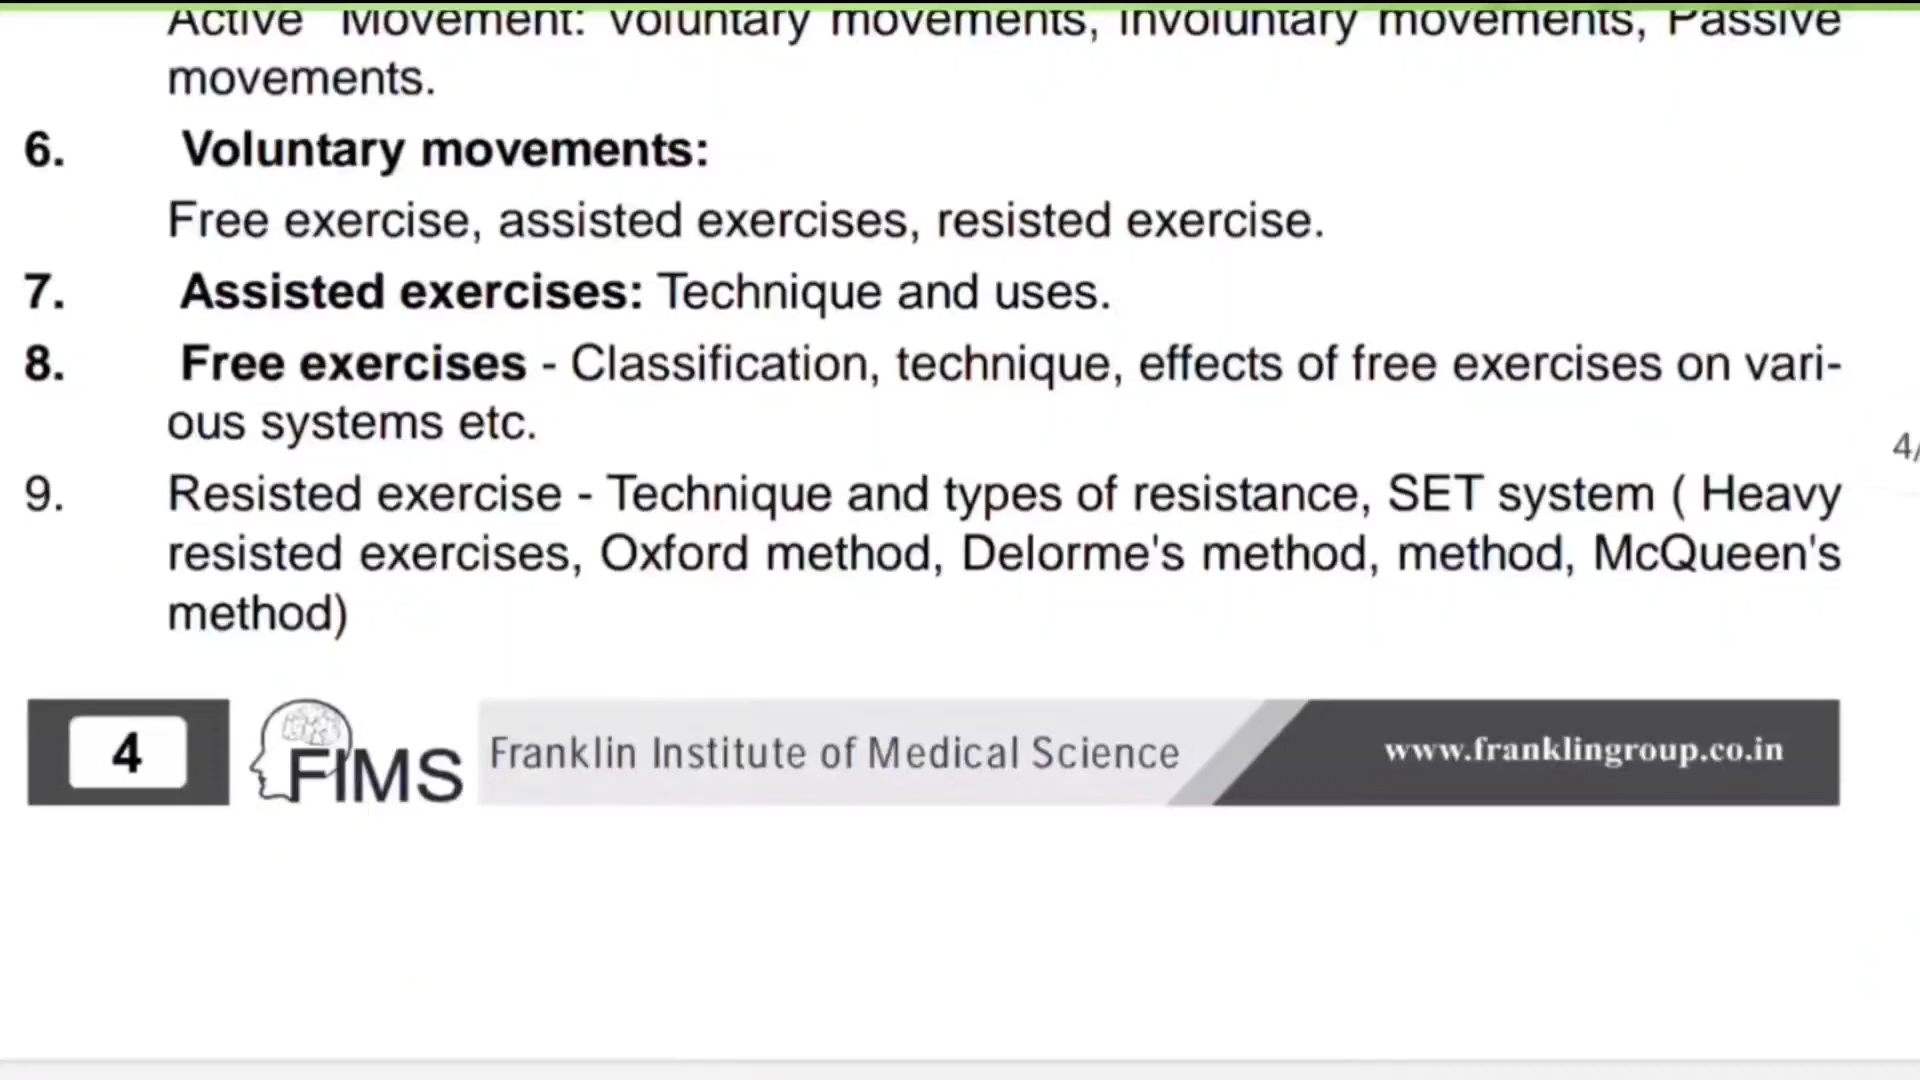 Active Movement: Voluntary movements, Involuntary movements, Passive
movements.
6. Voluntary movements:
Free exercise, assisted exercises, resisted exercise.
7. Assisted exercises: Technique and uses.
8. Free exercises - Classification, technique, effects of free exercises on vari-
ous systems etc.
4/
9. Resisted exercise - Technique and types of resistance, SET system ( Heavy
resisted exercises, Oxford method, Delorme's method, method, McQueen's
method)
4 FIMS Franklin Institute of Medical Science www.franklingroup.co.in